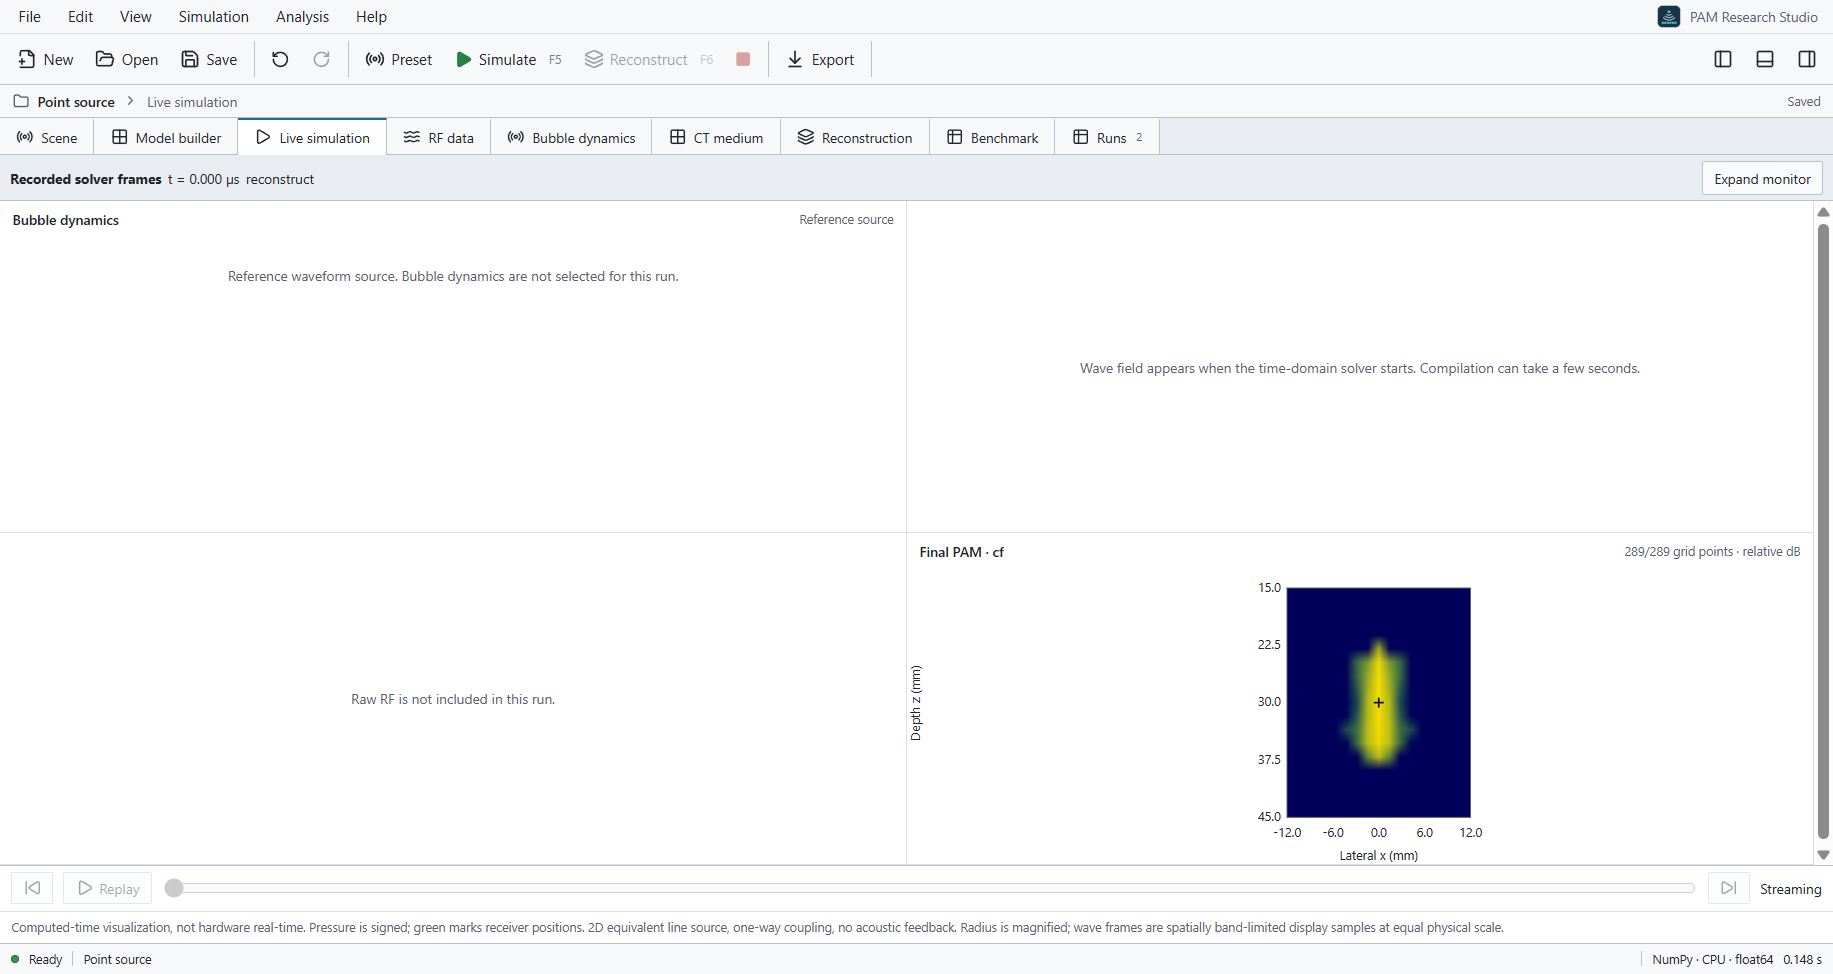 File Edit View Simulation Analysis Help PAM Research Studio
New Open Save Preset Simulate F5 Reconstruct F6 Export
Point source > Live simulation Saved
Scene Model builder Live simulation RF data Bubble dynamics CT medium Reconstruction Benchmark Runs 2
Recorded solver frames t = 0.000 µs reconstruct Expand monitor
Bubble dynamics Reference source
Reference waveform source. Bubble dynamics are not selected for this run.
Wave field appears when the time-domain solver starts. Compilation can take a few seconds.
Raw RF is not included in this run.
Final PAM · cf 289/289 grid points · relative dB
Depth z (mm)
15.0
22.5
30.0
37.5
45.0
-12.0 -6.0 0.0 6.0 12.0
Lateral x (mm)
Replay Streaming
Computed-time visualization, not hardware real-time. Pressure is signed; green marks receiver positions. 2D equivalent line source, one-way coupling, no acoustic feedback. Radius is magnified; wave frames are spatially band-limited display samples at equal physical scale.
Ready Point source NumPy · CPU · float64 0.148 s